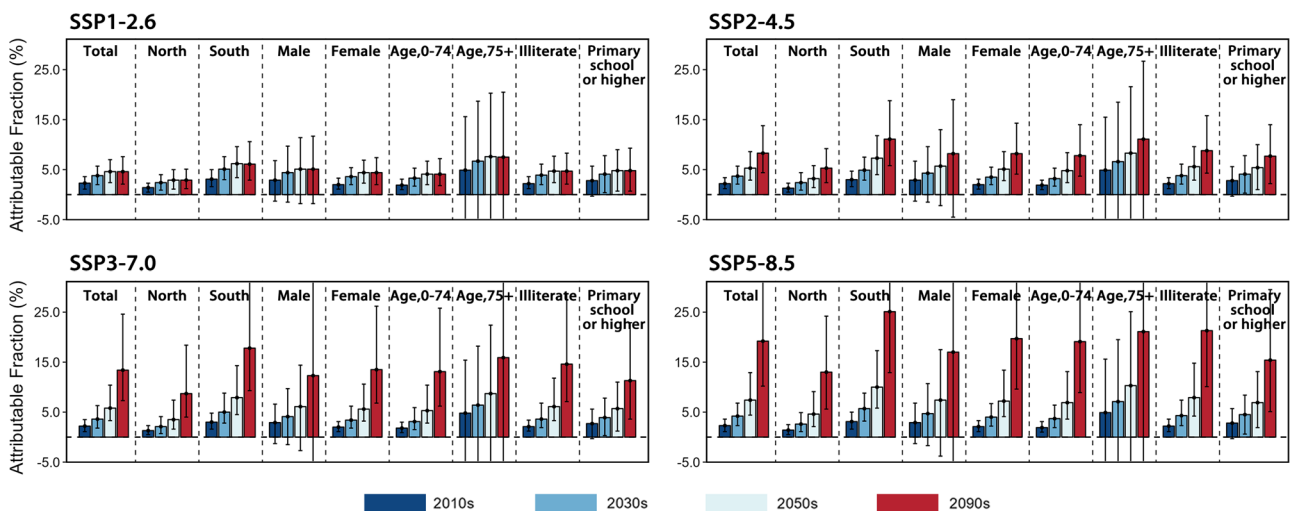 SSP1-2.6
Attributable Fraction (%)
25.0
15.0
5.0
-5.0
Total
North
South
Male
Female
Age,0-74
Age,75+
Illiterate
Primary
school
or higher
SSP2-4.5
25.0
15.0
5.0
-5.0
Total
North
South
Male
Female
Age,0-74
Age,75+
Illiterate
Primary
school
or higher
SSP3-7.0
Attributable Fraction (%)
25.0
15.0
5.0
-5.0
Total
North
South
Male
Female
Age,0-74
Age,75+
Illiterate
Primary
school
or higher
SSP5-8.5
25.0
15.0
5.0
-5.0
Total
North
South
Male
Female
Age,0-74
Age,75+
Illiterate
Primary
school
or higher
2010s
2030s
2050s
2090s